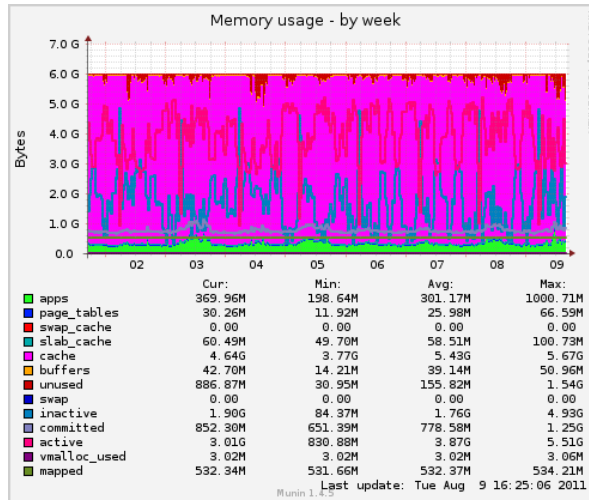 Memory usage - by week
7.0 G
6.0 G
5.0 G
4.0 G
3.0 G
2.0 G
1.0 G
0.0
Bytes
02 03 04 05 06 07 08 09
Cur: Min: Avg: Max:
apps 369.96M 198.64M 301.17M 1000.71M
page_tables 30.26M 11.92M 25.98M 66.59M
swap_cache 0.00 0.00 0.00 0.00
slab_cache 60.49M 49.70M 58.51M 100.73M
cache 4.64G 3.77G 5.43G 5.67G
buffers 42.70M 14.21M 39.14M 50.96M
unused 886.87M 30.95M 155.82M 1.54G
swap 0.00 0.00 0.00 0.00
inactive 1.90G 84.37M 1.76G 4.93G
committed 852.30M 651.39M 778.58M 1.25G
active 3.01G 830.88M 3.87G 5.51G
vmalloc_used 3.02M 3.02M 3.02M 3.06M
mapped 532.34M 531.66M 532.37M 534.21M
Last update: Tue Aug 9 16:25:06 2011
Munin 1.4.5